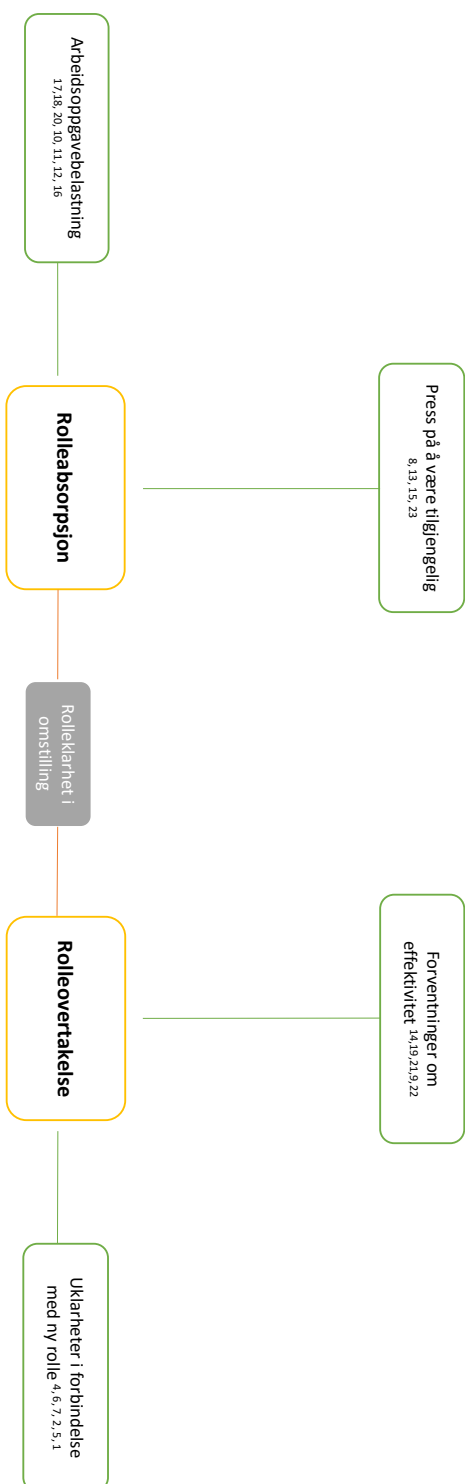 Press på å være tilgjengelig
8, 13, 15, 23
Forventninger om
effektivitet 14,19,21,9,22
Arbeidsoppgavebelastning
17,18, 20, 10, 11, 12, 16
Rolleabsorpsjon
Rolleklarhet i
omstilling
Rolleovertakelse
Uklarheter i forbindelse
med ny rolle 4, 6, 7, 2, 5, 1